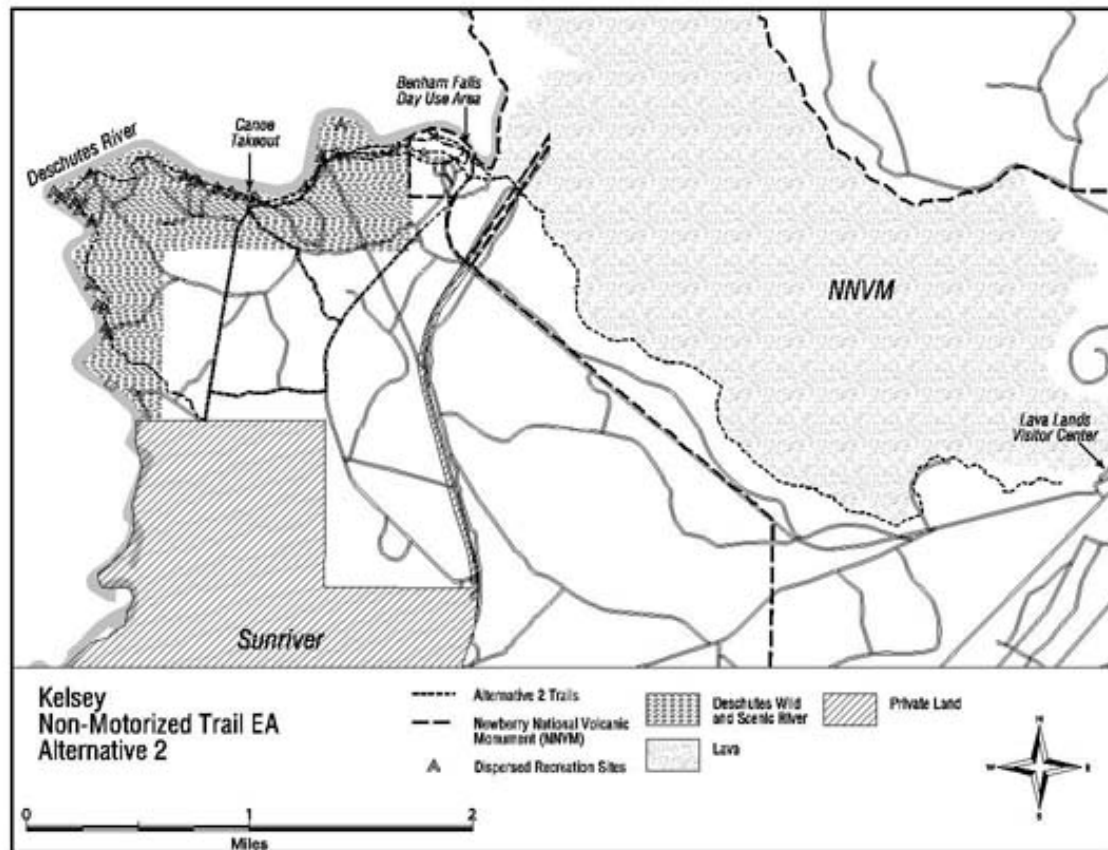 Benham Falls
Day Use Area
Canoe
Takeout
Deschutes River
NNVM
Lava Lands
Visitor Center
Sunriver
Kelsey
Non-Motorized Trail EA
Alternative 2
Alternative 2 Trails
Newberry National Volcanic
Monument (NNVM)
Dispersed Recreation Sites
Deschutes Wild
and Scenic River
Lava
Private Land
N
W
E
S
0 1 2
Miles